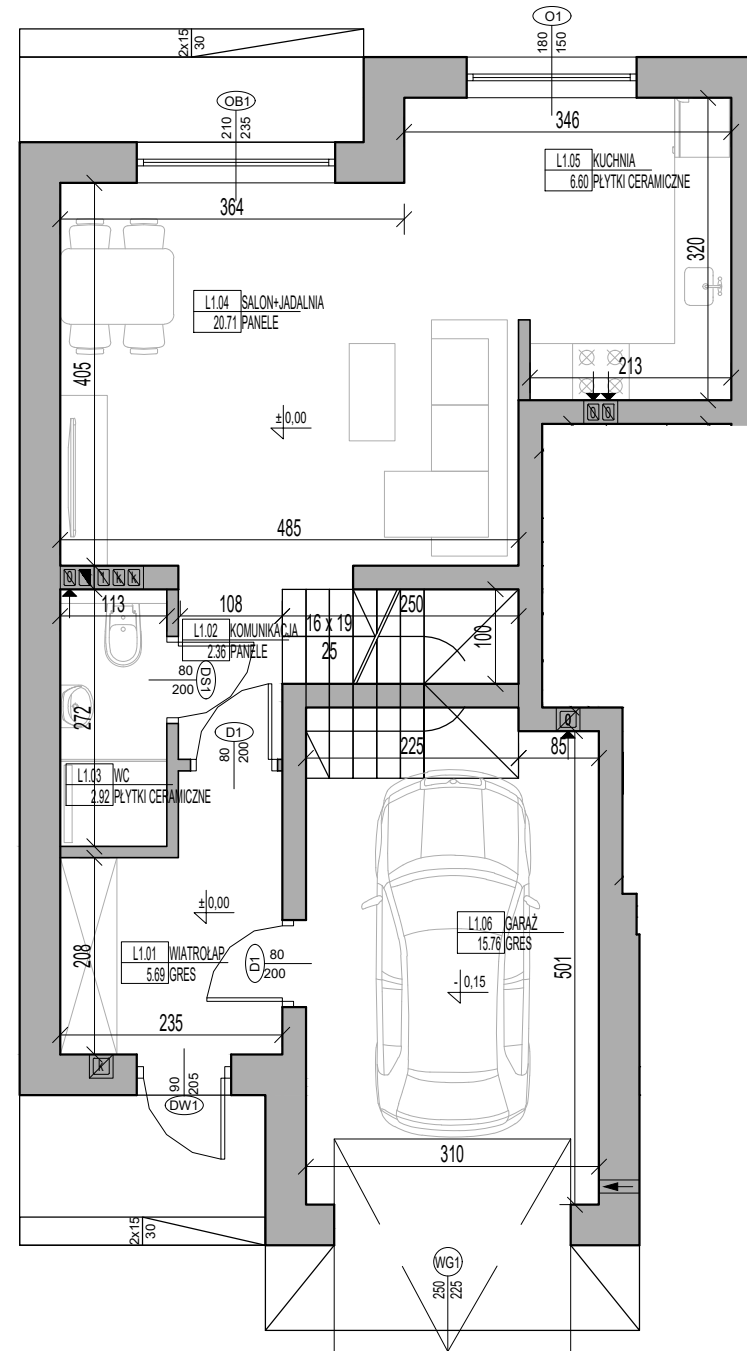 O1
180
150
2x15
30
OB1
210
235
346
L1.05 KUCHNIA
6.60 PŁYTKI CERAMICZNE
364
320
L1.04 SALON+JADALNIA
20.71 PANELE
213
405
± 0,00
485
113
108
250
L1.02 KOMUNIKACJA
2.36 PANELE
16 x 19
25
100
80
200
DS1
272
D1
80
200
225
85
L1.03 WC
2.92 PŁYTKI CERAMICZNE
± 0,00
L1.06 GARAŻ
15.76 GRES
208
L1.01 WIATROŁAP
5.69 GRES
D1
80
200
501
- 0,15
235
90
205
DW1
310
2x15
30
WG1
250
225